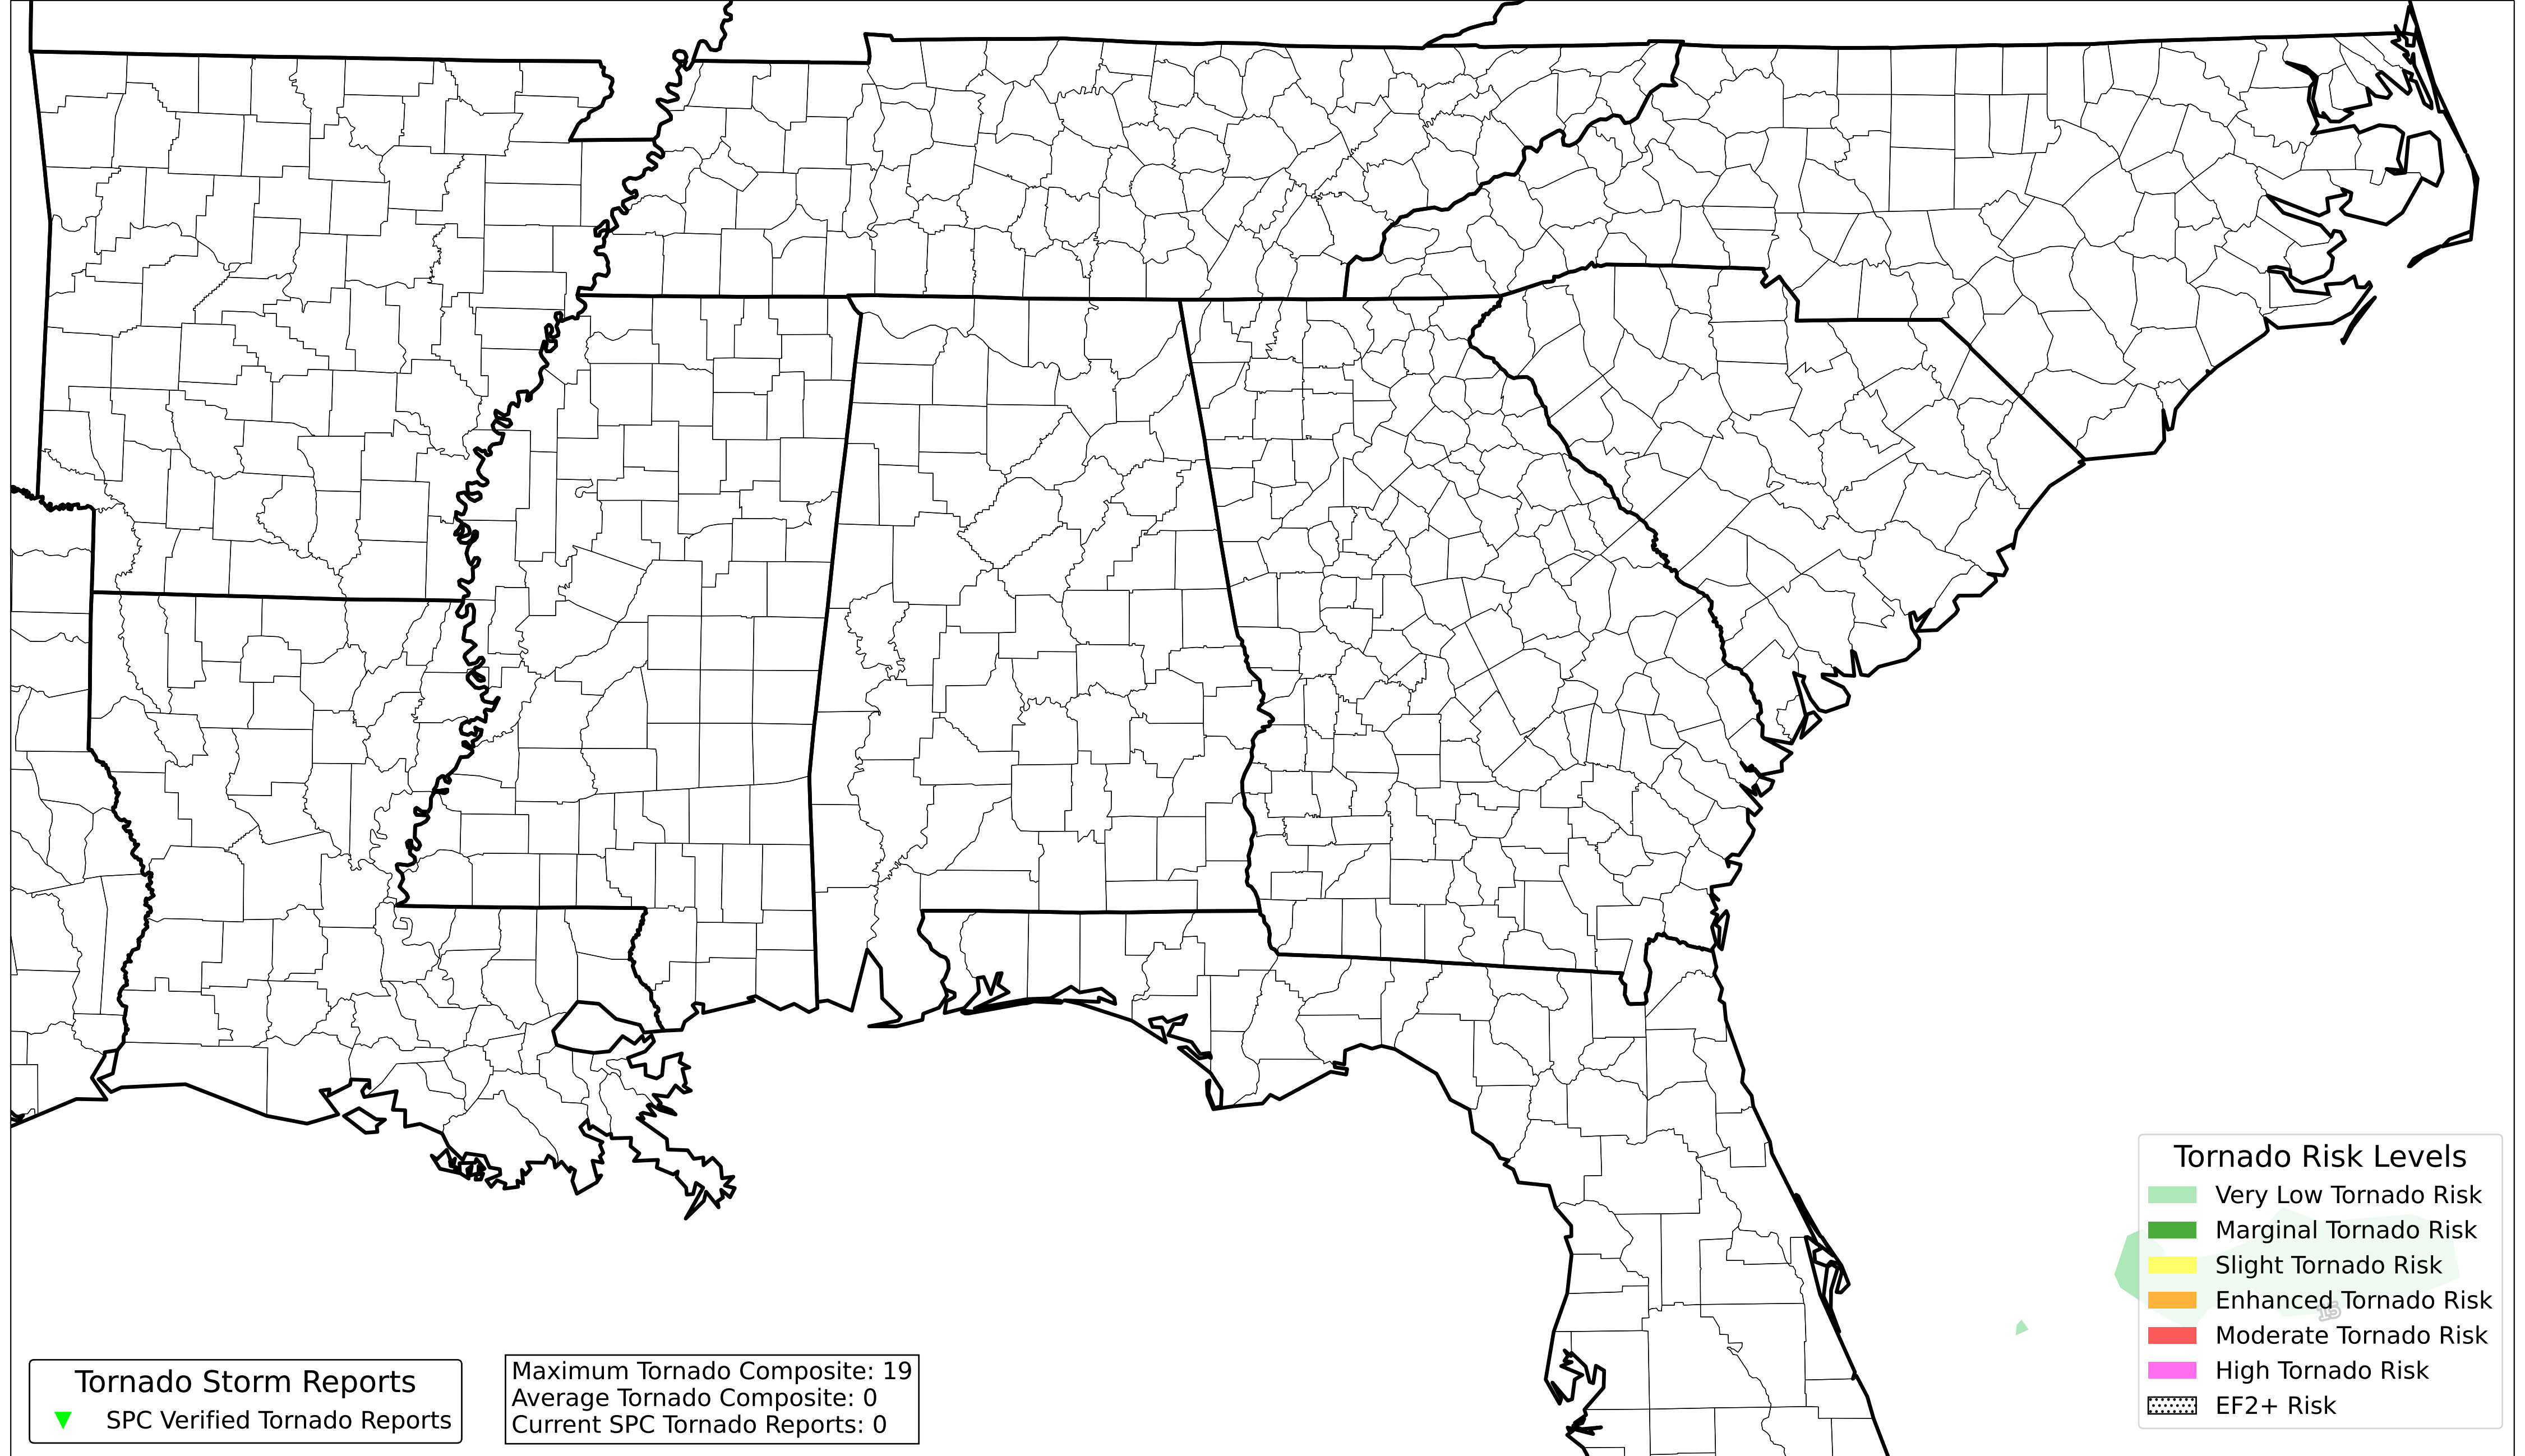 Tornado Risk Levels
Very Low Tornado Risk
Marginal Tornado Risk
Slight Tornado Risk
Enhanced Tornado Risk
15
Moderate Tornado Risk
High Tornado Risk
EF2+ Risk
Tornado Storm Reports
SPC Verified Tornado Reports
Maximum Tornado Composite: 19
Average Tornado Composite: 0
Current SPC Tornado Reports: 0